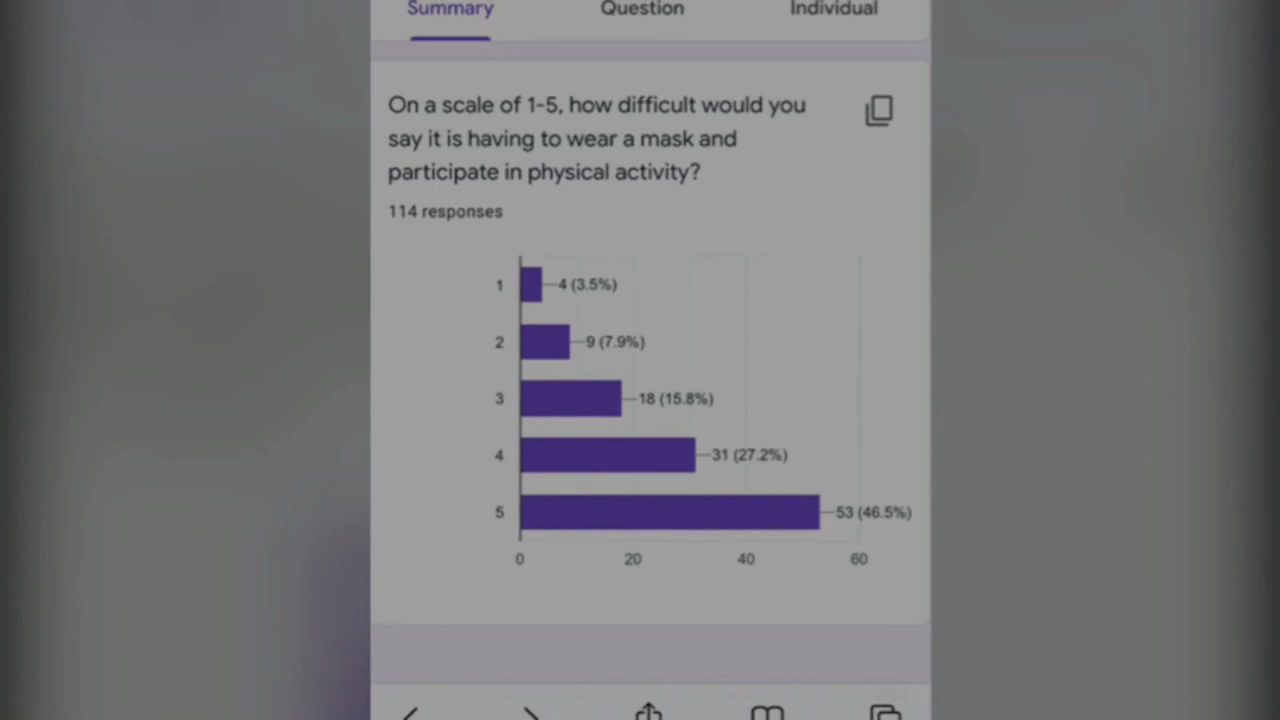 Summary Question Individual
On a scale of 1-5, how difficult would you
say it is having to wear a mask and
participate in physical activity?
114 responses
1 4 (3.5%)
2 9 (7.9%)
3 18 (15.8%)
4 31 (27.2%)
5 53 (46.5%)
0 20 40 60